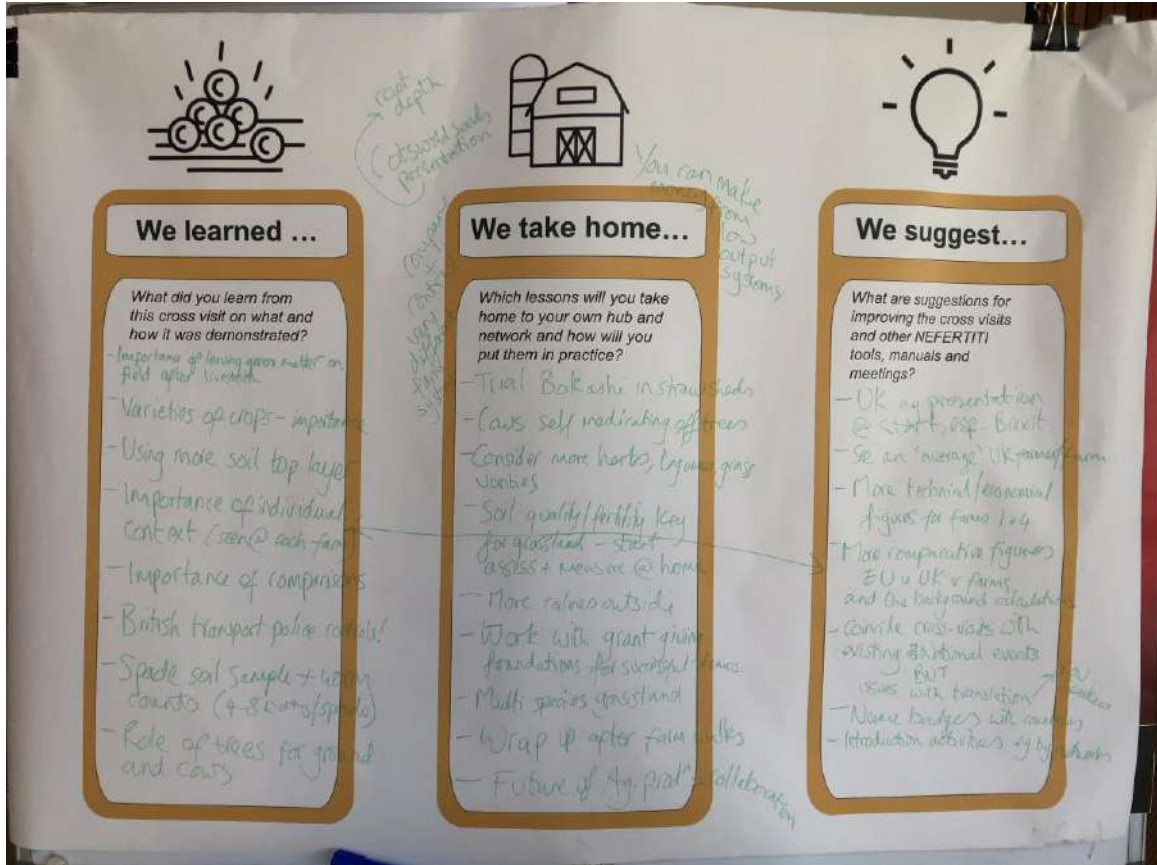 We learned ...
What did you learn from
this cross visit on what and
how it was demonstrated?
- Importance of leaving green matter on
field after livestock
- Varieties of crops - importance
- Using more soil top layer
- Importance of individual
context (seen @ each farm)
- Importance of comparisons
- British transport police controls!
- Spade soil sample + worm
counts (4-8 /spade)
- Role of trees for ground
and cows
root
depth
Cotswold Seeds
presentation
compared
system
We take home...
You can make
money from
low
output
systems
Which lessons will you take
home to your own hub and
network and how will you
put them in practice?
- Trial Bokashi in straw sheds
- Cows self medicating off trees
- Consider more herbs, legumes, grass
varities
- Soil quality/fertility key
for grassland - start
assess + measure @ home
- More calves outside
- Work with grant giving
foundations for successful
- Multi species grassland
- Wrap up after farm walks
- Future of Ag. prodⁿ = collaboration
We suggest...
What are suggestions for
improving the cross visits
and other NEFERTITI
tools, manuals and
meetings?
- UK ag presentation
@ start, esp. Brexit.
- See an 'average' UK farmer/farm
- More technical/economical
figures for farms 1+4
- More comparative figures
EU v UK v farms
and the background calculations
- Coincide cross-visits with
existing National events
BUT
issues with translation
- Name badges with countries
- Introduction activities eg by networks